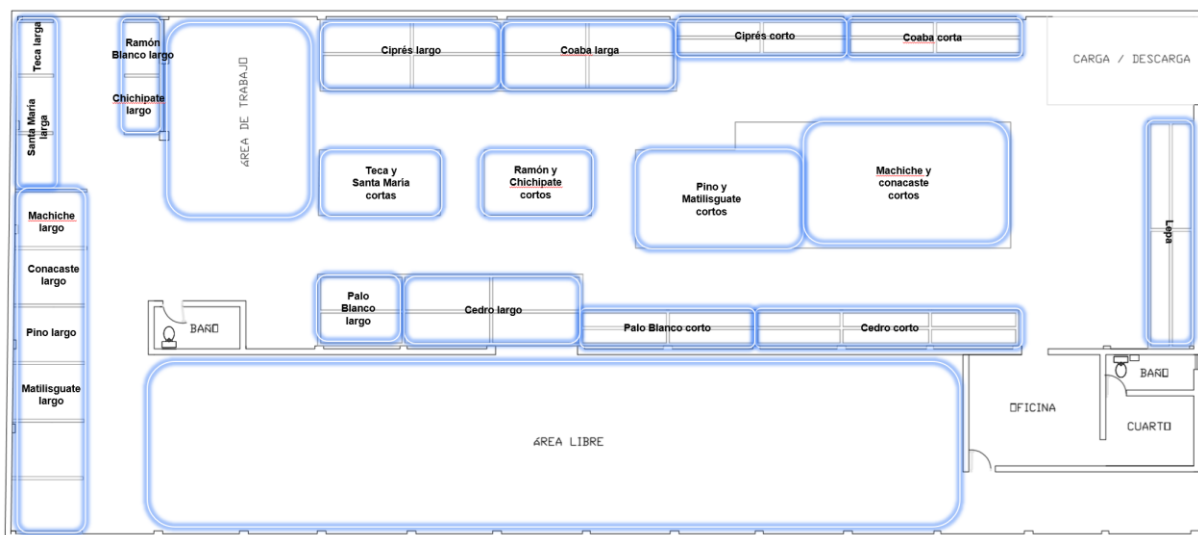 Teca larga
Santa María
larga
Ramón
Blanco largo
Chichipate
largo
ÁREA DE TRABAJO
Ciprés largo
Coaba larga
Ciprés corto
Coaba corta
CARGA / DESCARGA
Teca y
Santa María
cortas
Ramón y
Chichipate
cortos
Pino y
Matilisguate
cortos
Machiche y
conacaste
cortos
Lepa
Machiche
largo
Conacaste
largo
Pino largo
Matilisguate
largo
BAÑO
Palo
Blanco
largo
Cedro largo
Palo Blanco corto
Cedro corto
ÁREA LIBRE
OFICINA
BAÑO
CUARTO